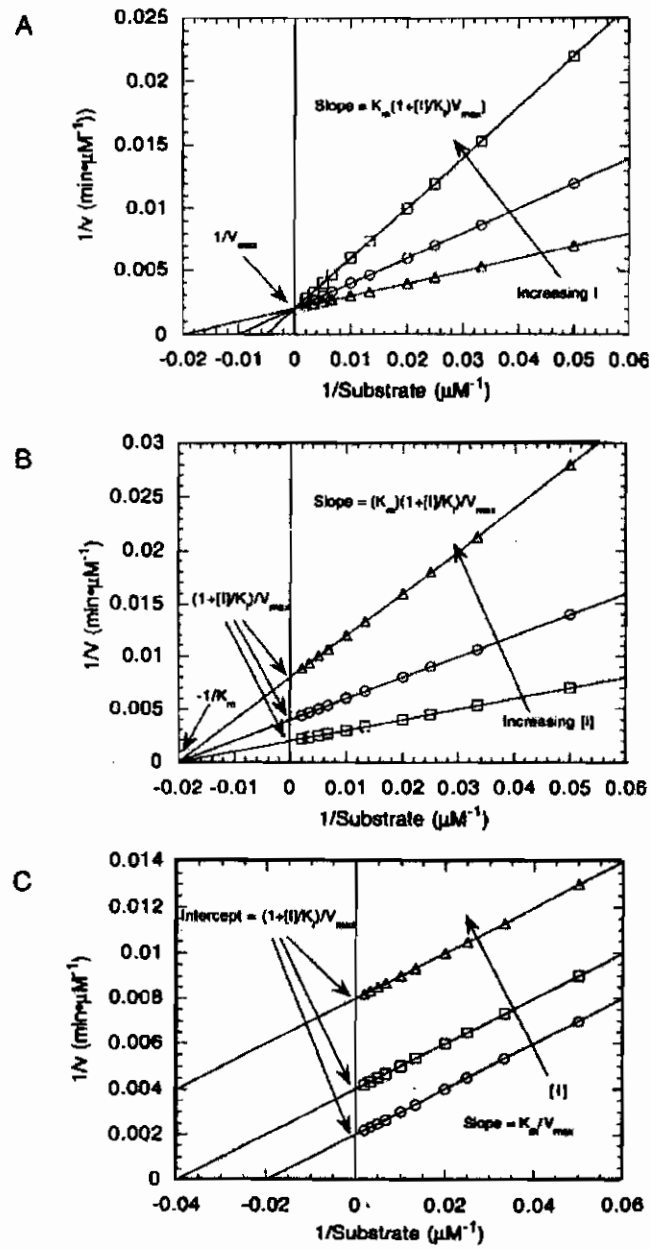 A
0.025
0.02
0.015
0.01
0.005
0
1/v (min•μM⁻¹))
Slope = Kₘ(1+[I]/Kᵢ)Vₘₐₓ]
1/Vₘₐₓ
Increasing I
-0.02 -0.01 0 0.01 0.02 0.03 0.04 0.05 0.06
1/Substrate (μM⁻¹)
B
0.03
0.025
0.02
0.015
0.01
0.005
0
1/v (min•μM⁻¹)
Slope = (Kₘ)(1+[I]/Kᵢ)/Vₘₐₓ
(1+[I]/Kᵢ)/Vₘₐₓ
-1/Kₘ
Increasing [I]
-0.02 -0.01 0 0.01 0.02 0.03 0.04 0.05 0.06
1/Substrate (μM⁻¹)
C
0.014
0.012
0.01
0.008
0.006
0.004
0.002
0
1/v (min•μM⁻¹)
Intercept = (1+[I]/Kᵢ)/Vₘₐₓ
[I]
Slope = Kₘ/Vₘₐₓ
-0.04 -0.02 0 0.02 0.04 0.06
1/Substrate (μM⁻¹)